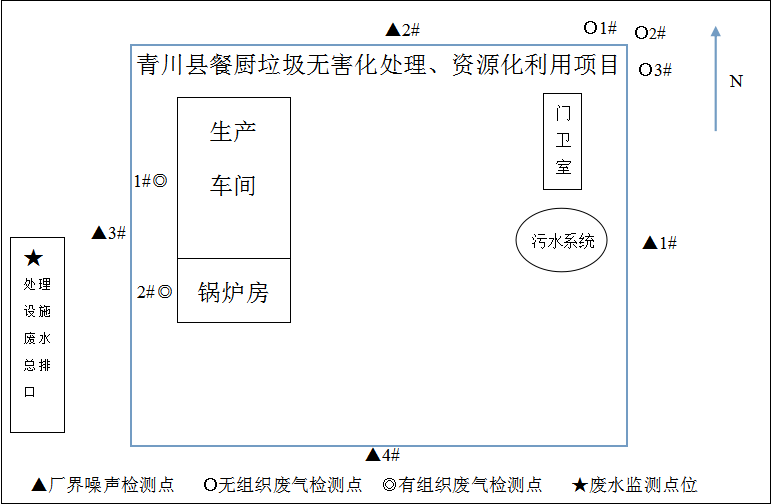 ▲2#
○1#
○2#
青川县餐厨垃圾无害化处理、资源化利用项目
○3#
N
生产
车间
门
卫
室
1#◎
▲3#
污水系统
▲1#
★
处理
设施
废水
总排
口
2#◎
锅炉房
▲4#
▲厂界噪声检测点 ○无组织废气检测点 ◎有组织废气检测点 ★废水监测点位